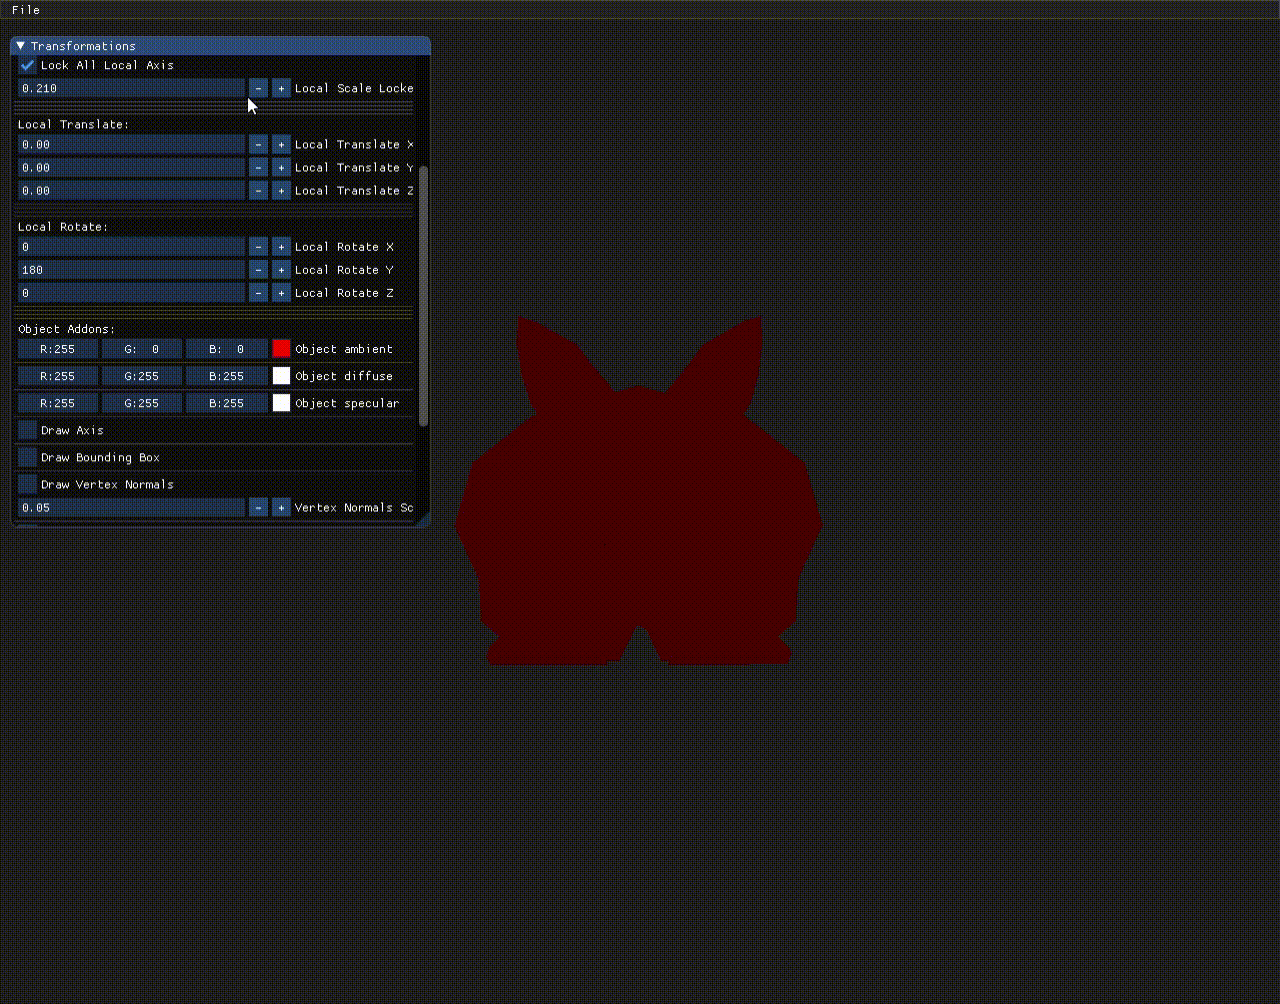 File
Transformations
Lock All Local Axis
0.210 - + Local Scale Locke
Local Translate:
0.00 - + Local Translate X
0.00 - + Local Translate Y
0.00 - + Local Translate Z
Local Rotate:
0 - + Local Rotate X
180 - + Local Rotate Y
0 - + Local Rotate Z
Object Addons:
R:255 G: 0 B: 0 Object ambient
R:255 G:255 B:255 Object diffuse
R:255 G:255 B:255 Object specular
Draw Axis
Draw Bounding Box
Draw Vertex Normals
0.05 - + Vertex Normals Sc